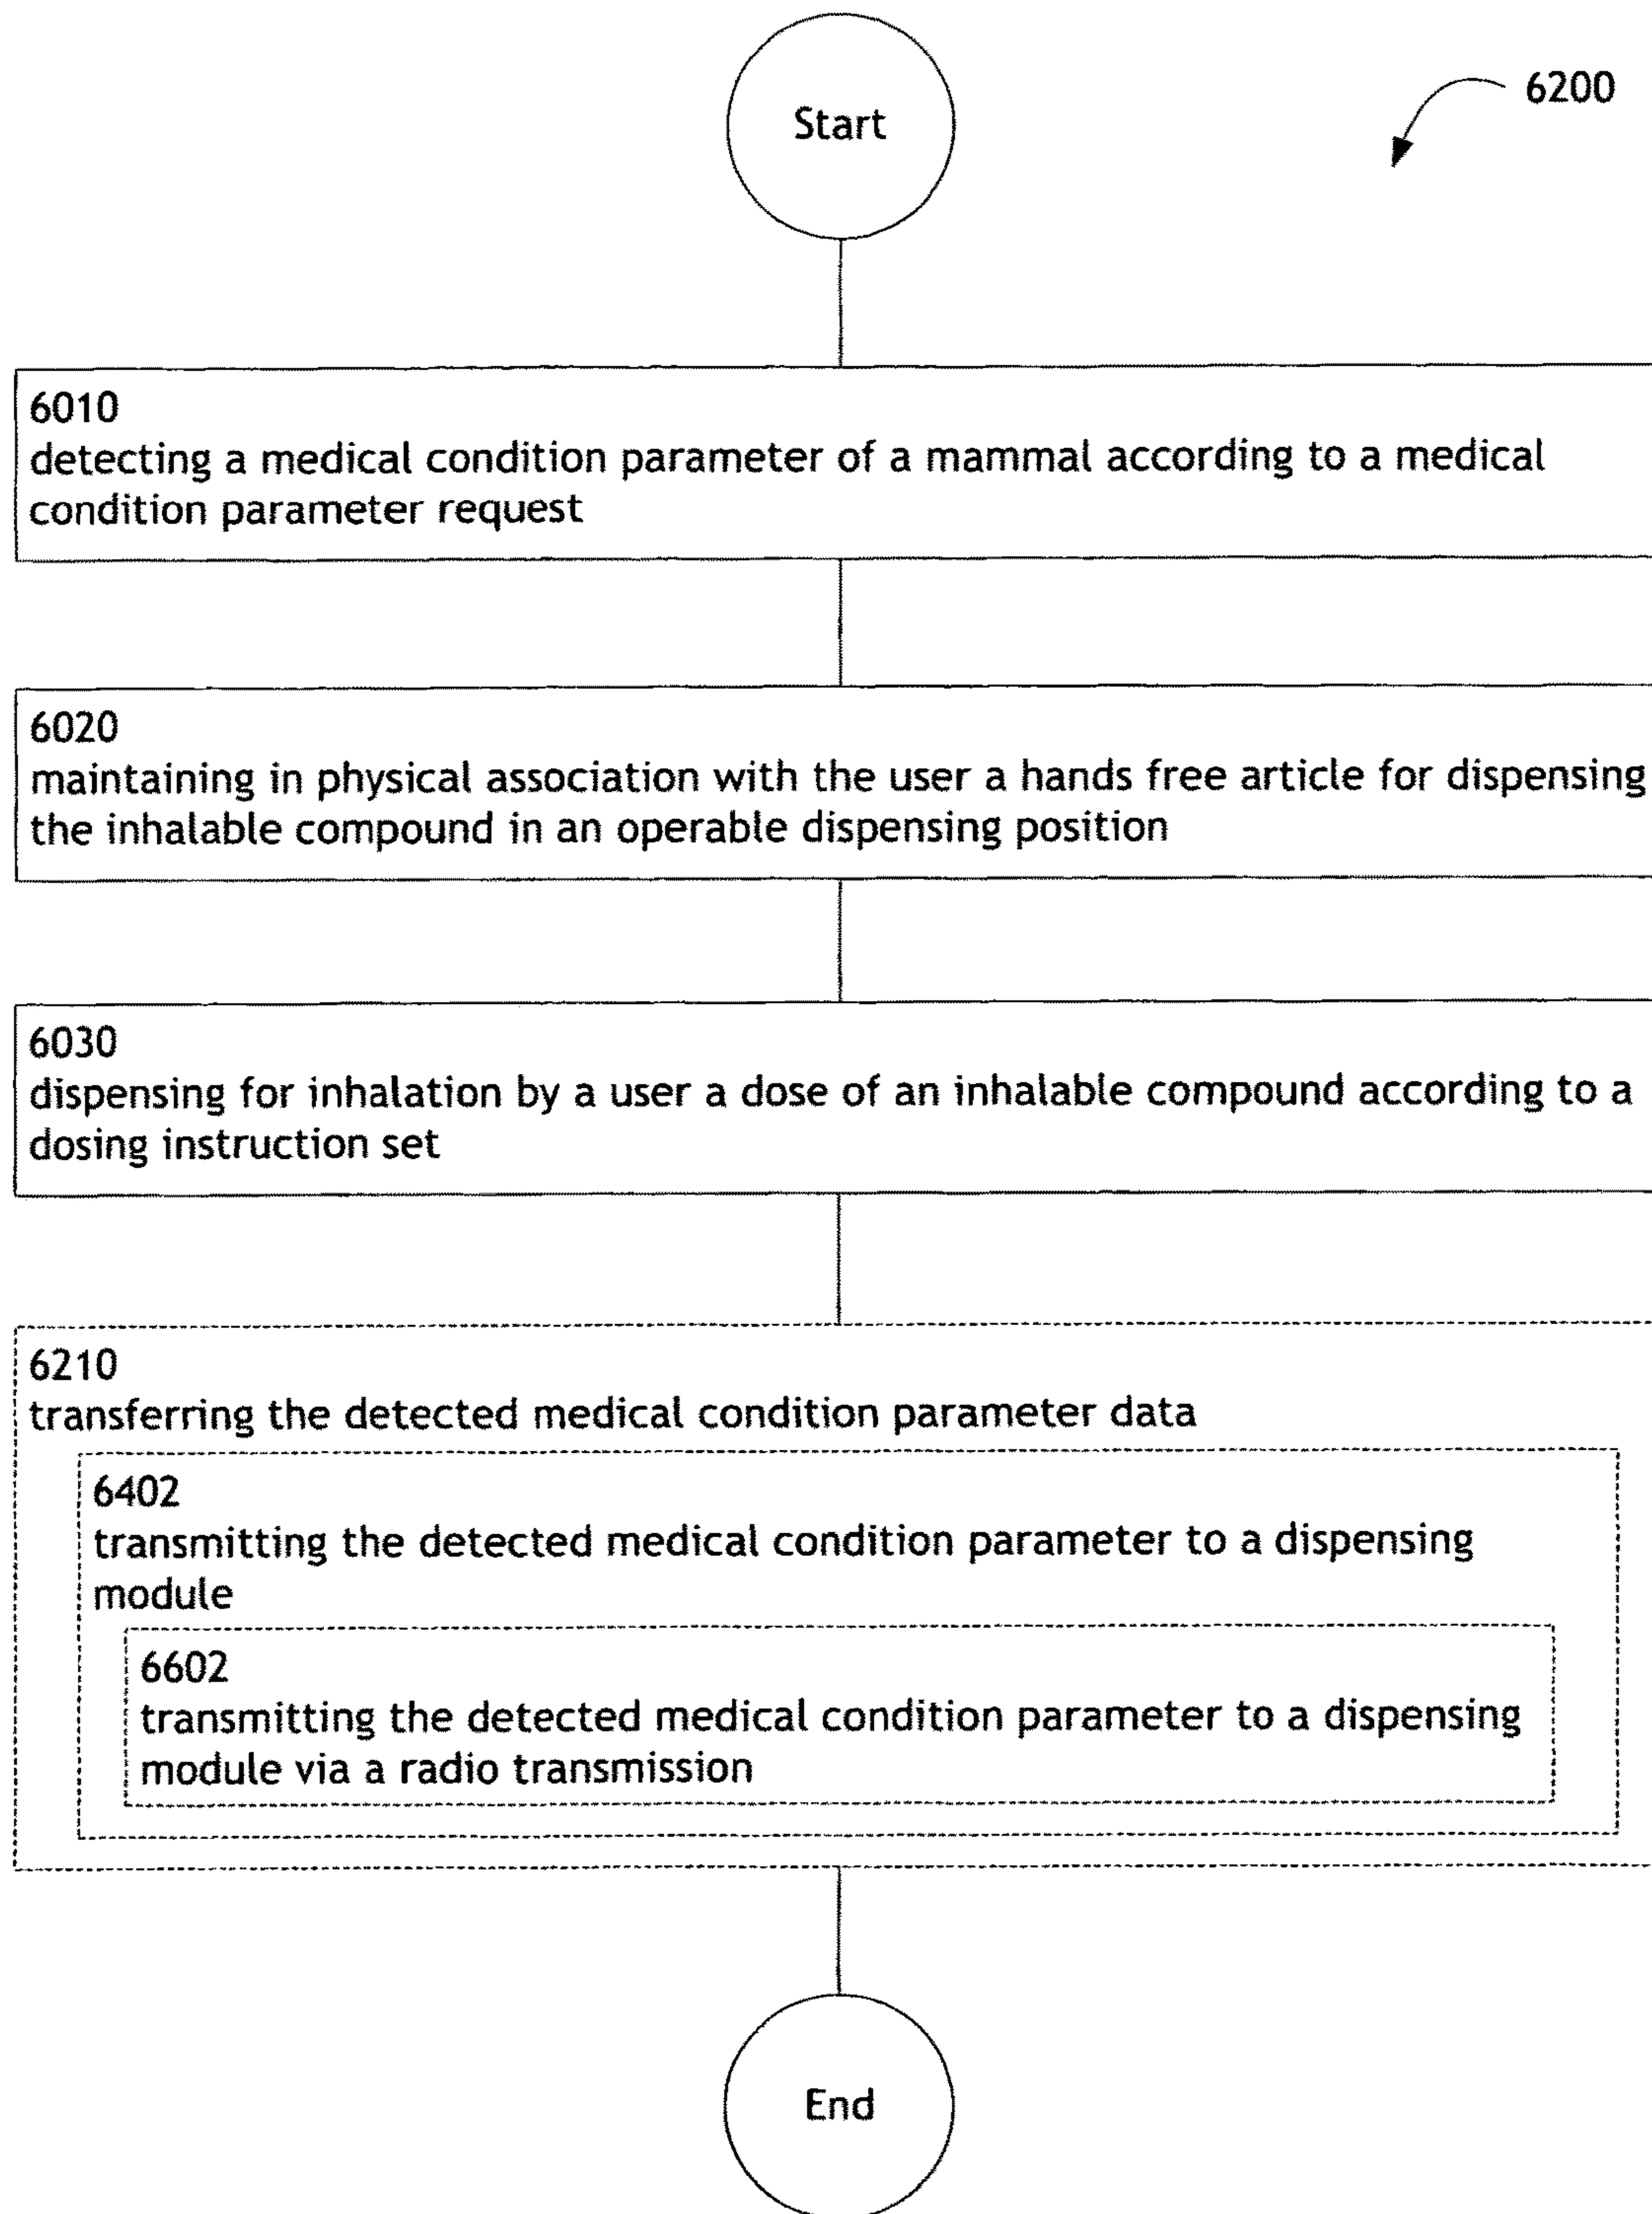 Start
6200
6010
detecting a medical condition parameter of a mammal according to a medical
condition parameter request
6020
maintaining in physical association with the user a hands free article for dispensing
the inhalable compound in an operable dispensing position
6030
dispensing for inhalation by a user a dose of an inhalable compound according to a
dosing instruction set
6210
transferring the detected medical condition parameter data
6402
transmitting the detected medical condition parameter to a dispensing
module
6602
transmitting the detected medical condition parameter to a dispensing
module via a radio transmission
End